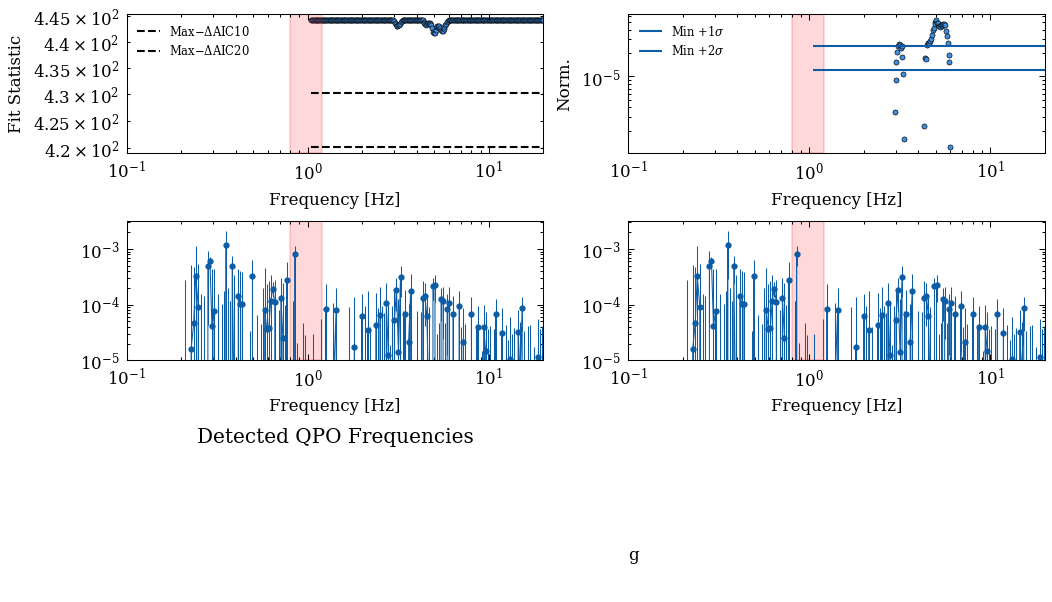 4.45 × 10²
4.4 × 10²
4.35 × 10²
4.3 × 10²
4.25 × 10²
4.2 × 10²
Fit Statistic
Max−ΔAIC10
Max−ΔAIC20
10⁻¹ 10⁰ 10¹
Frequency [Hz]
Norm.
10⁻⁵
Min +1σ
Min +2σ
10⁻¹ 10⁰ 10¹
Frequency [Hz]
10⁻³
10⁻⁴
10⁻⁵
10⁻¹ 10⁰ 10¹
Frequency [Hz]
10⁻³
10⁻⁴
10⁻⁵
10⁻¹ 10⁰ 10¹
Frequency [Hz]
Detected QPO Frequencies
g